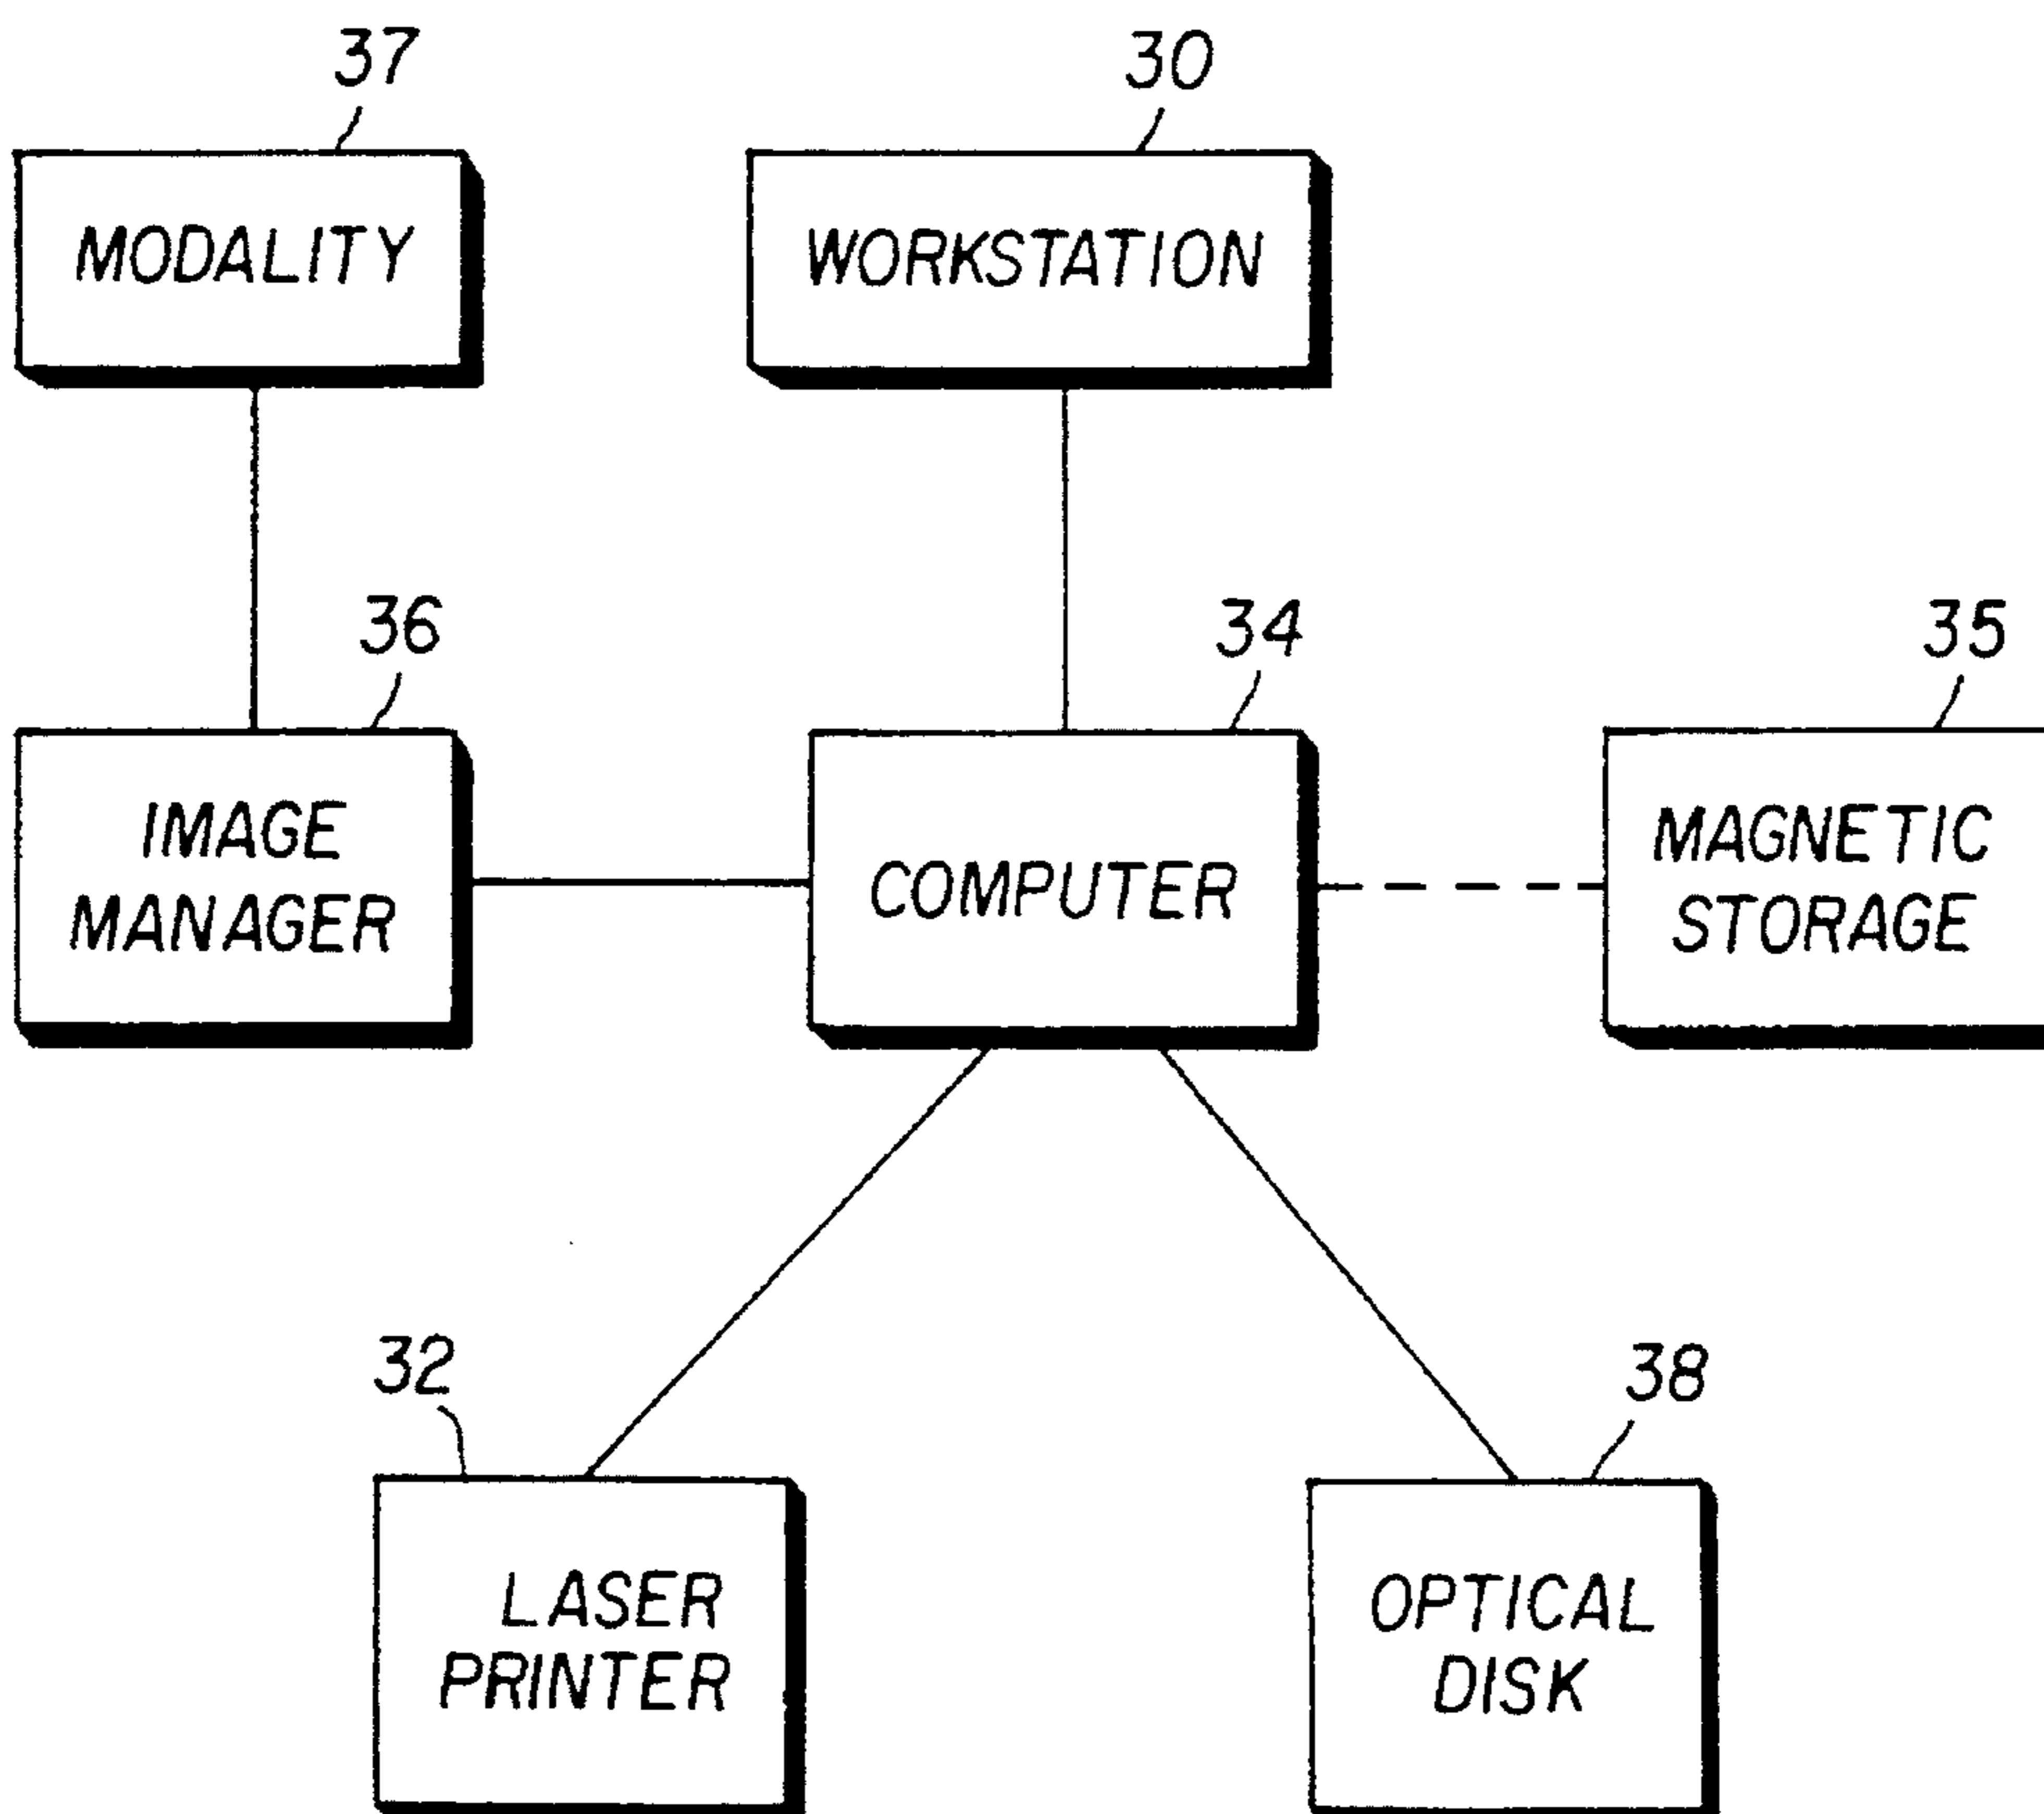 37
30
MODALITY
WORKSTATION
36
34
35
IMAGE
MANAGER
COMPUTER
MAGNETIC
STORAGE
32
38
LASER
PRINTER
OPTICAL
DISK